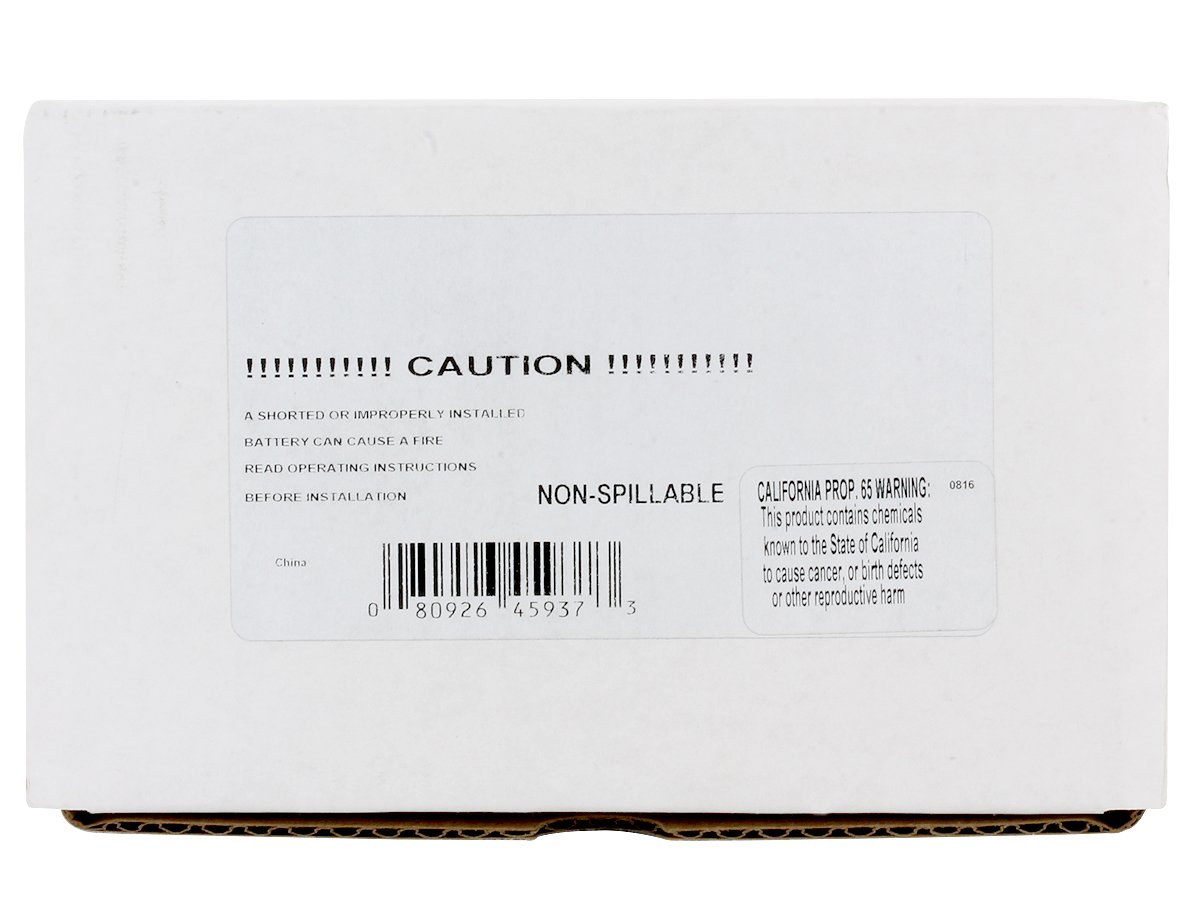 !!!!!!!!!!! CAUTION !!!!!!!!!!!
A SHORTED OR IMPROPERLY INSTALLED
BATTERY CAN CAUSE A FIRE
READ OPERATING INSTRUCTIONS
BEFORE INSTALLATION
NON-SPILLABLE
CALIFORNIA PROP. 65 WARNING:
0816
This product contains chemicals
known to the State of California
to cause cancer, or birth defects
or other reproductive harm
China
0 80926 45937 3